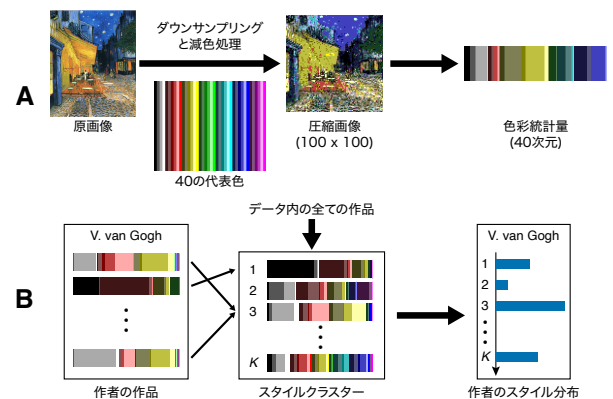 ダウンサンプリング
と減色処理
A
原画像
40の代表色
圧縮画像
(100 x 100)
色彩統計量
(40次元)
データ内の全ての作品
B
V. van Gogh
1
2
3
K
V. van Gogh
1
2
3
K
作者の作品
スタイルクラスター
作者のスタイル分布